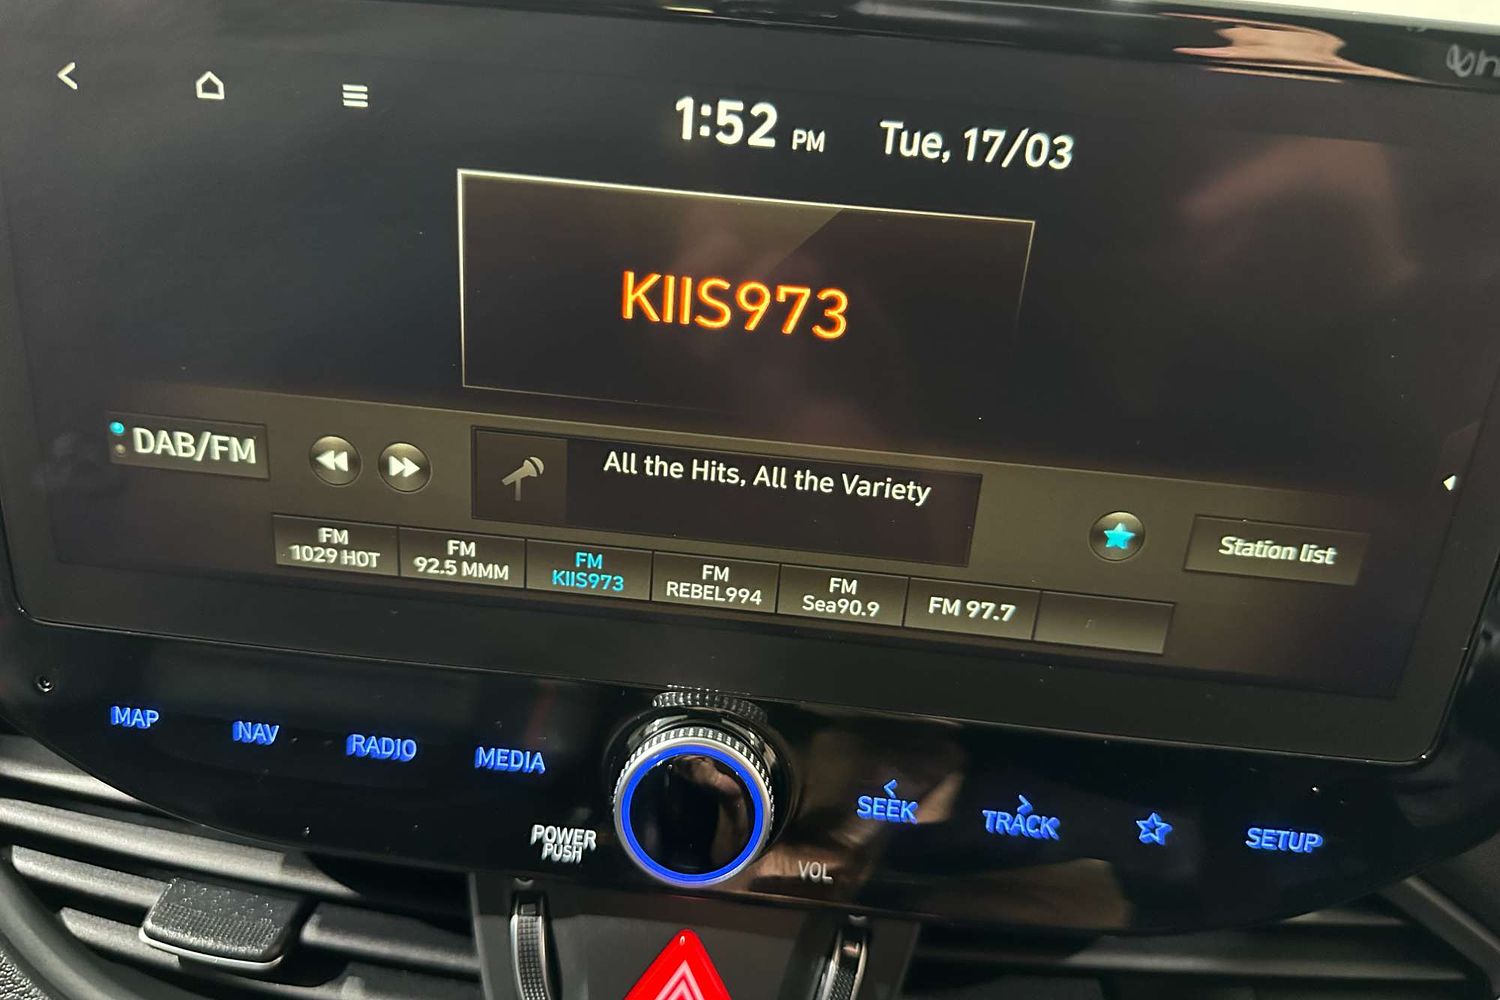 1:52 PM Tue, 17/03
KIIS973
DAB/FM
All the Hits, All the Variety
Station list
FM
1029 HOT
FM
92.5 MMM
FM
KIIS973
FM
REBEL994
FM
Sea90.9
FM 97.7
MAP
NAV
RADIO
MEDIA
POWER
PUSH
VOL
SEEK
TRACK
SETUP